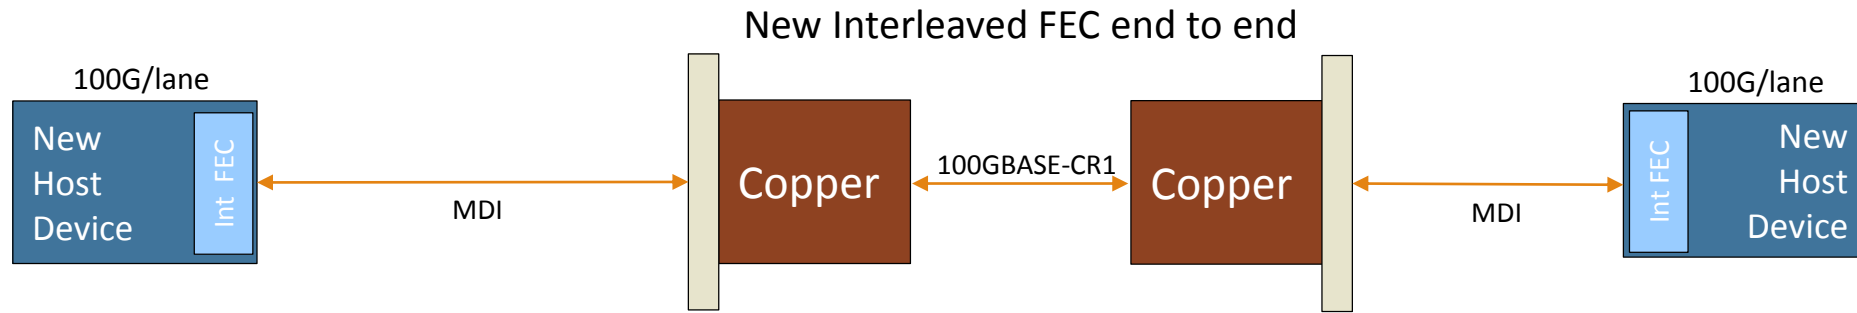 New Interleaved FEC end to end
100G/lane
New
Host
Device
Int FEC
MDI
Copper
100GBASE-CR1
Copper
MDI
100G/lane
Int FEC
New
Host
Device